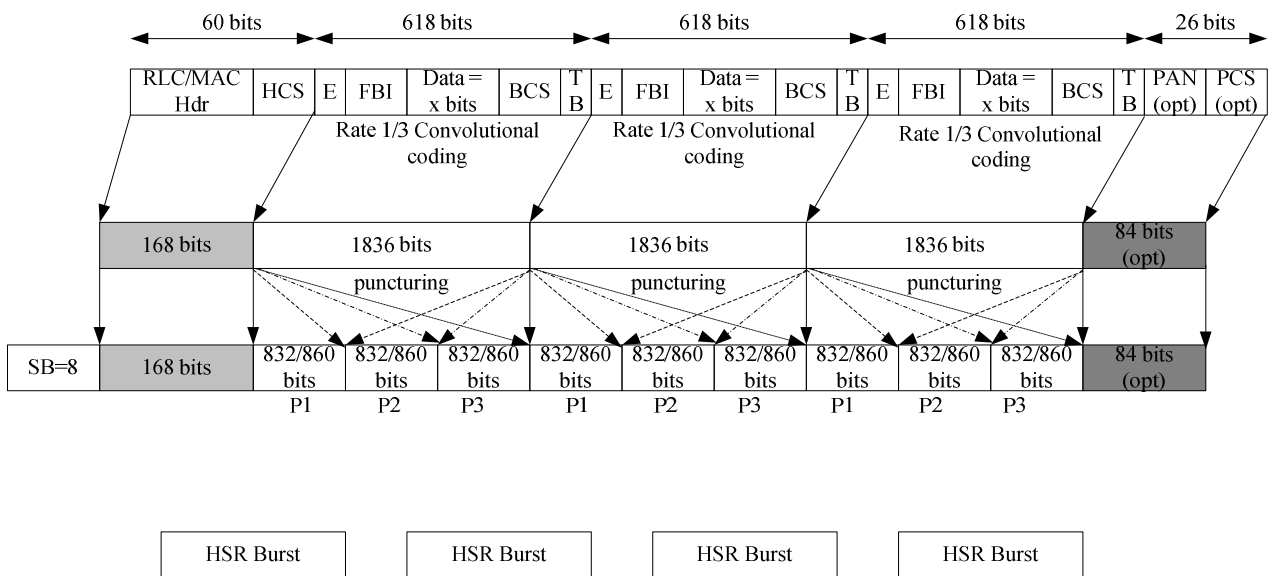 60 bits 618 bits 618 bits 618 bits 26 bits
RLC/MAC Hdr HCS E FBI Data = x bits BCS T B E FBI Data = x bits BCS T B E FBI Data = x bits BCS T B PAN (opt) PCS (opt)
Rate 1/3 Convolutional coding
Rate 1/3 Convolutional coding
Rate 1/3 Convolutional coding
168 bits 1836 bits 1836 bits 1836 bits 84 bits (opt)
puncturing puncturing puncturing
SB=8 168 bits 832/860 bits 832/860 bits 832/860 bits 832/860 bits 832/860 bits 832/860 bits 832/860 bits 832/860 bits 832/860 bits 84 bits (opt)
P1 P2 P3 P1 P2 P3 P1 P2 P3
HSR Burst HSR Burst HSR Burst HSR Burst